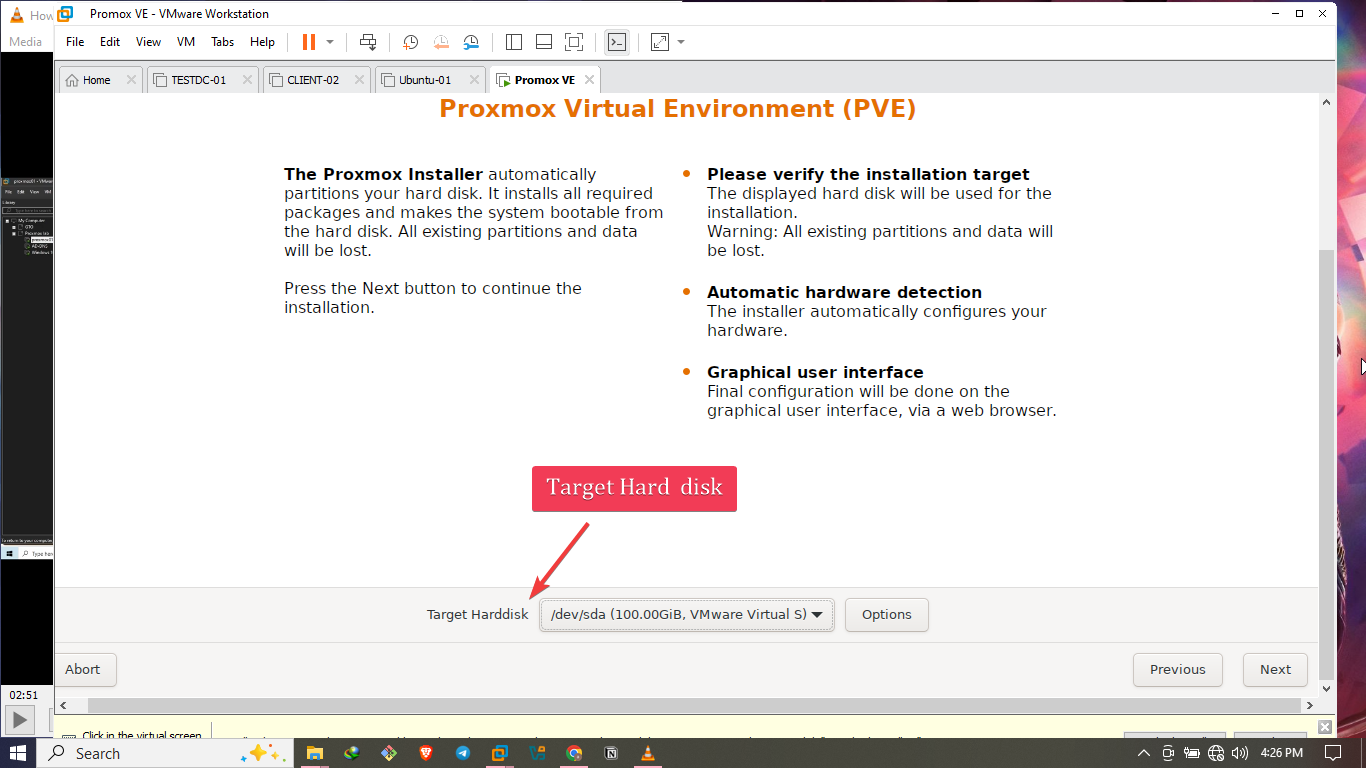 How
Promox VE - VMware Workstation
Media
File Edit View VM Tabs Help
Home
TESTDC-01
CLIENT-02
Ubuntu-01
Promox VE
Proxmox Virtual Environment (PVE)
The Proxmox Installer automatically
partitions your hard disk. It installs all required
packages and makes the system bootable from
the hard disk. All existing partitions and data
will be lost.
Press the Next button to continue the
installation.
Please verify the installation target
The displayed hard disk will be used for the
installation.
Warning: All existing partitions and data will
be lost.
Automatic hardware detection
The installer automatically configures your
hardware.
Graphical user interface
Final configuration will be done on the
graphical user interface, via a web browser.
Target Hard disk
Target Harddisk
/dev/sda (100.00GiB, VMware Virtual S)
Options
Abort
Previous
Next
02:51
Click in the virtual screen
Search
4:26 PM